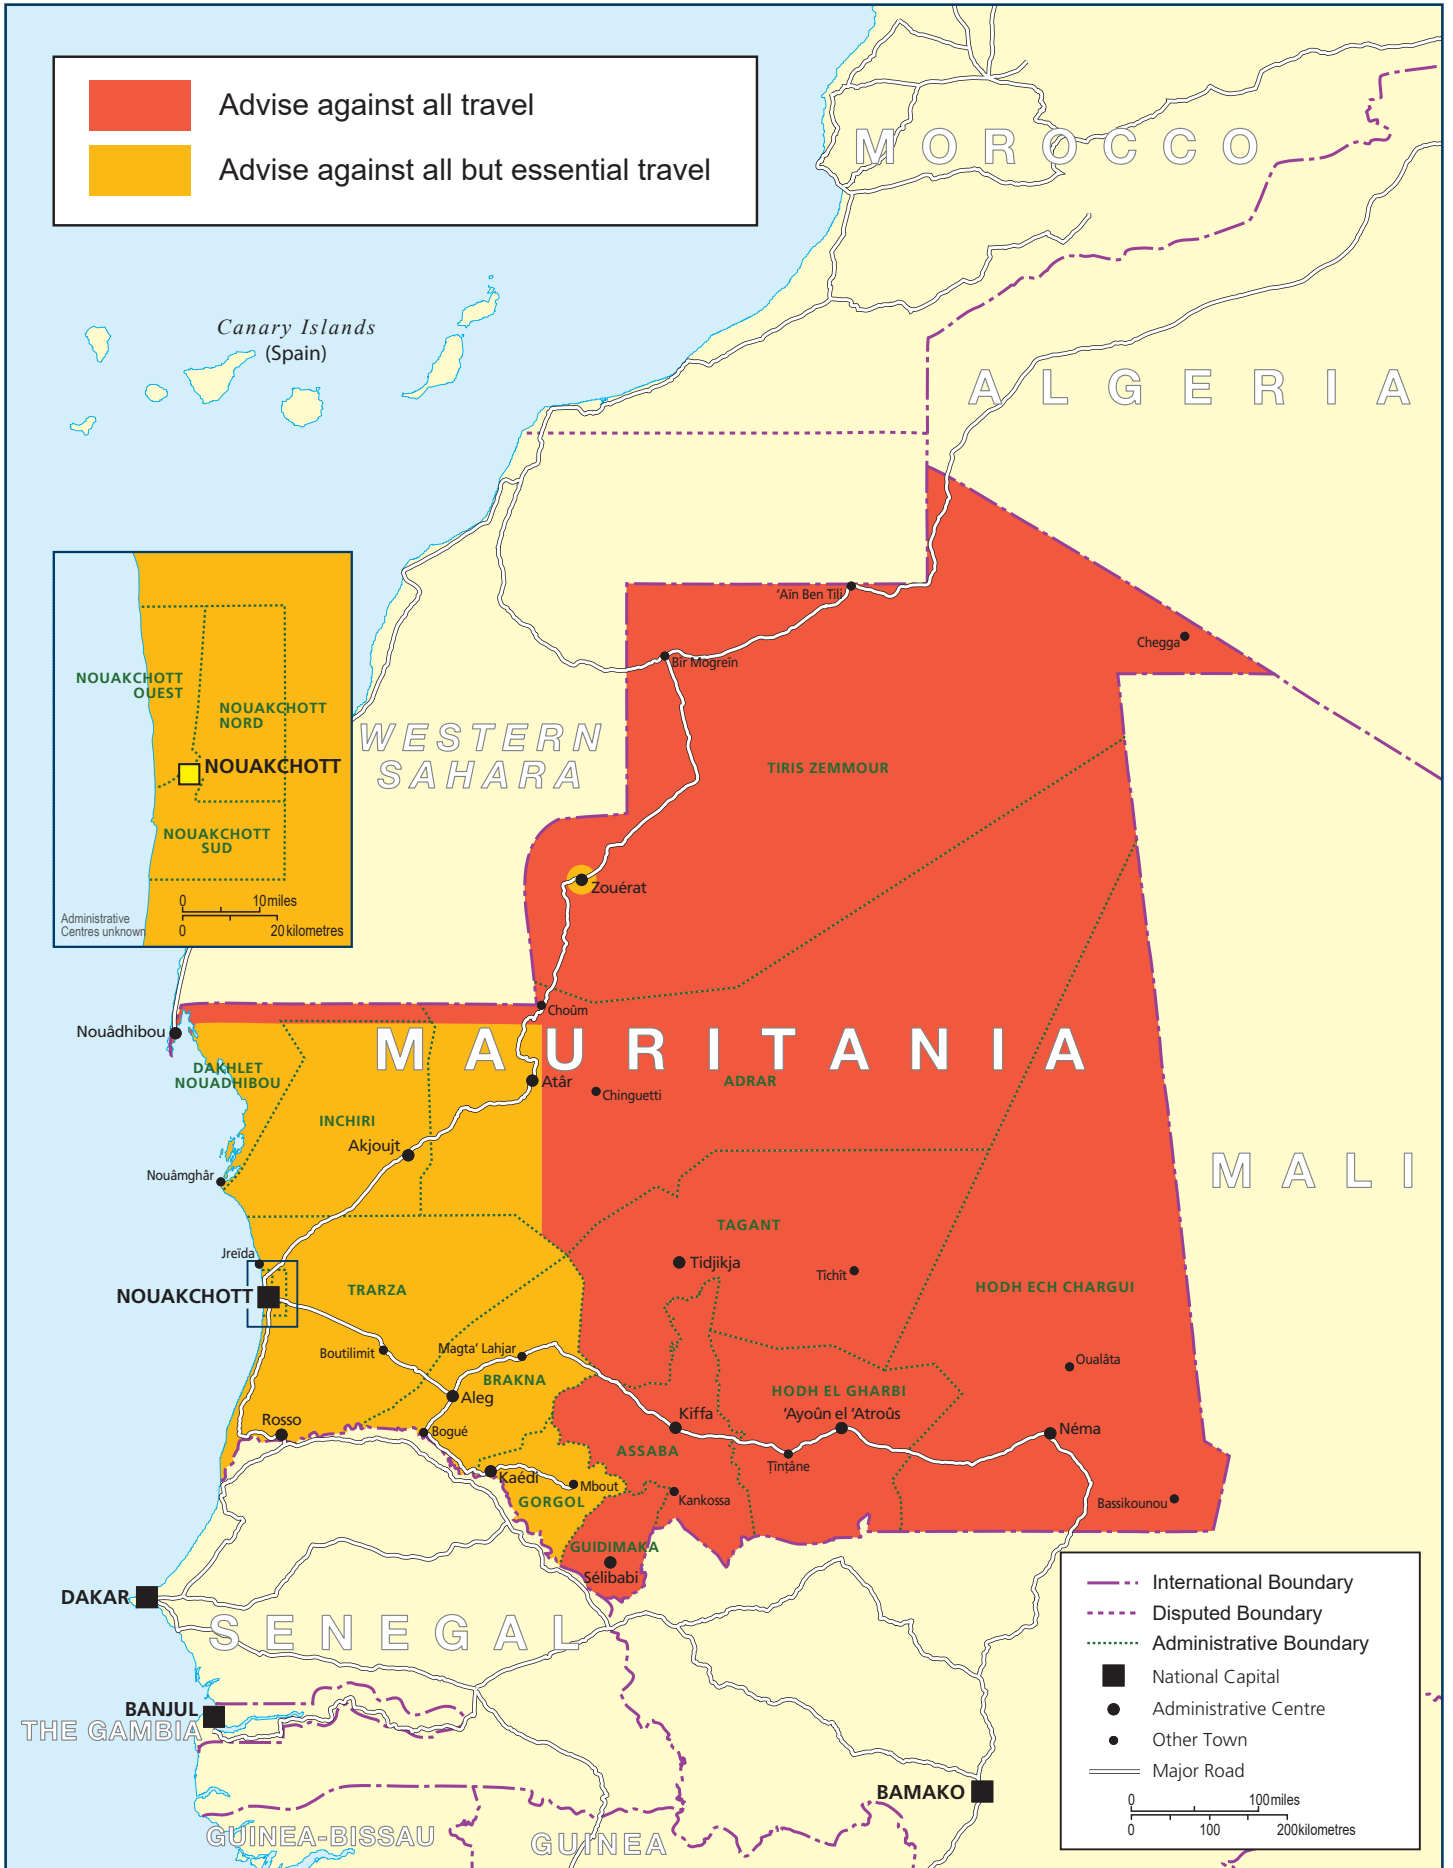 Advise against all travel
Advise against all but essential travel
MOROCCO
Canary Islands
(Spain)
ALGERIA
'Aïn Ben Tili
Chegga
Bîr Mogreïn
WESTERN
SAHARA
TIRIS ZEMMOUR
NOUAKCHOTT
OUEST
NOUAKCHOTT
NORD
NOUAKCHOTT
NOUAKCHOTT
SUD
0 10 miles
0 20 kilometres
Administrative
Centres unknown
Zouérat
Choûm
Nouâdhibou
MAURITANIA
DAKHLET
NOUADHIBOU
Atâr
ADRAR
Chinguetti
INCHIRI
Akjoujt
Nouâmghâr
MALI
TAGANT
Jreïda
Tidjikja
Tîchît
NOUAKCHOTT
TRARZA
HODH ECH CHARGUI
Boutilimit
Magta' Lahjar
Oualâta
BRAKNA
HODH EL GHARBI
Aleg
Kiffa
'Ayoûn el 'Atroûs
Rosso
Bogué
Néma
ASSABA
Ṭînṭâne
Kaédi
Mbout
GORGOL
Kankossa
Bassikounou
GUIDIMAKA
Sélibabi
DAKAR
SENEGAL
BANJUL
THE GAMBIA
BAMAKO
GUINEA-BISSAU
GUINEA
International Boundary
Disputed Boundary
Administrative Boundary
National Capital
Administrative Centre
Other Town
Major Road
0 100 miles
0 100 200 kilometres